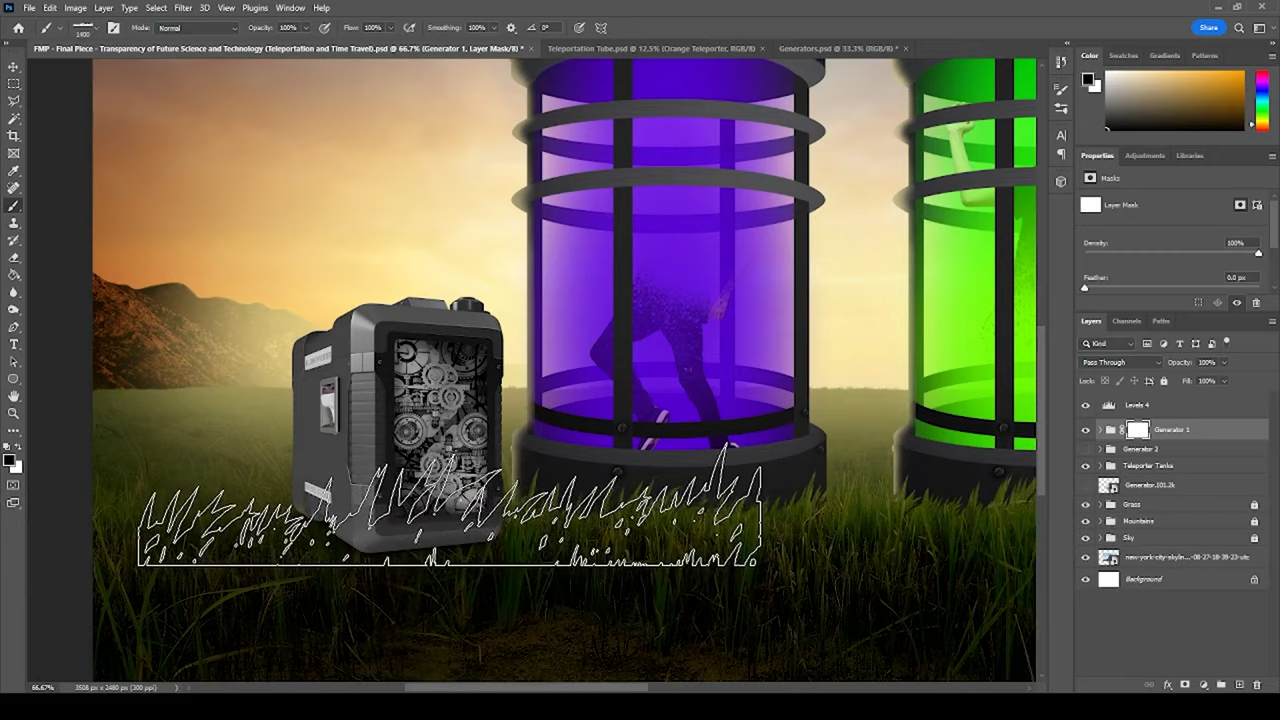 File Edit Image Layer Type Select Filter 3D View Plugins Window Help
1400 Mode: Normal Opacity: 100% Flow: 100% Smoothing: 100% 0° Share
FMP - Final Piece - Transparency of Future Science and Technology (Teleportation and Time Travel).psd @ 66.7% (Generator 1, Layer Mask/8) * × Teleportation Tube.psd @ 12.5% (Orange Teleporter, RGB/8) × Generators.psd @ 33.3% (RGB/8) * ×
Color Swatches Gradients Patterns
Properties Adjustments Libraries
Masks
Layer Mask
Density: 100%
Feather: 0.0 px
Layers Channels Paths
Kind
Pass Through Opacity: 100%
Locks: Fill: 100%
Levels 4
Generator 1
Generator 2
Teleporter Tanks
Generator.I01.2k
Grass
Mountains
Sky
new-york-city-skylin...-08-27-18-39-23-utc
Background
66.67% 3508 px x 2480 px (300 ppi)